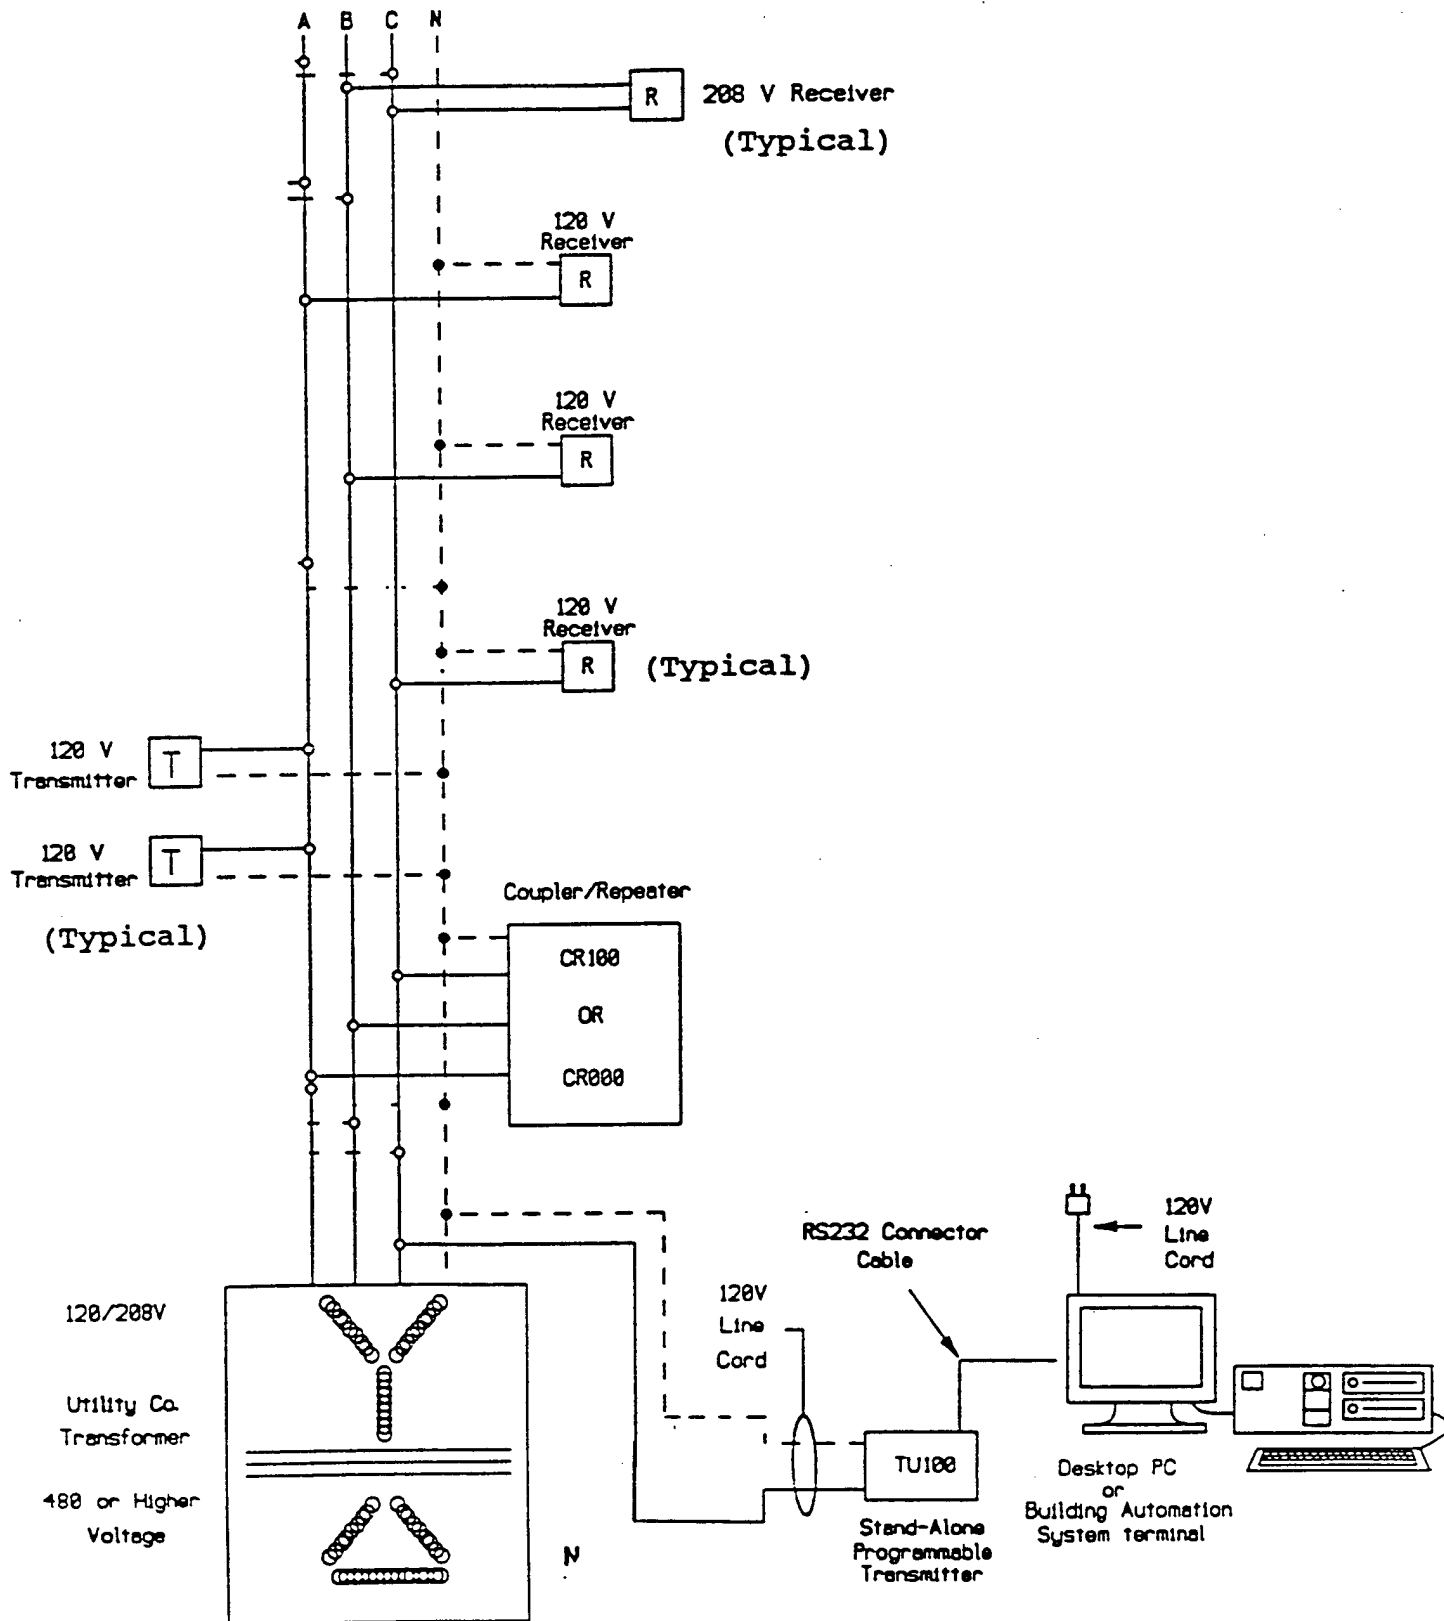 A B C N
R 208 V Receiver
(Typical)
120 V
Receiver
R
120 V
Receiver
R
120 V
Receiver
R (Typical)
120 V
Transmitter
T
120 V
Transmitter
T
(Typical)
Coupler/Repeater
CR100
OR
CR000
120/208V
Utility Co.
Transformer
480 or Higher
Voltage
N
120V
Line
Cord
RS232 Connector
Cable
120V
Line
Cord
TU100
Stand-Alone
Programmable
Transmitter
Desktop PC
or
Building Automation
System terminal